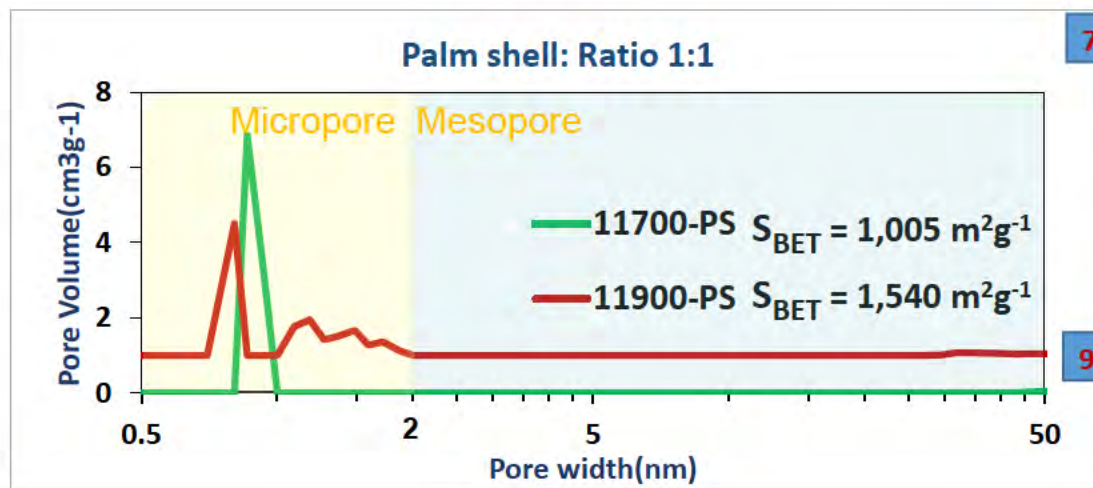 7
Palm shell: Ratio 1:1
Pore Volume(cm3g-1)
8
6
4
2
0
Micropore Mesopore
11700-PS S_BET = 1,005 m²g⁻¹
11900-PS S_BET = 1,540 m²g⁻¹
9
0.5 2 5 50
Pore width(nm)